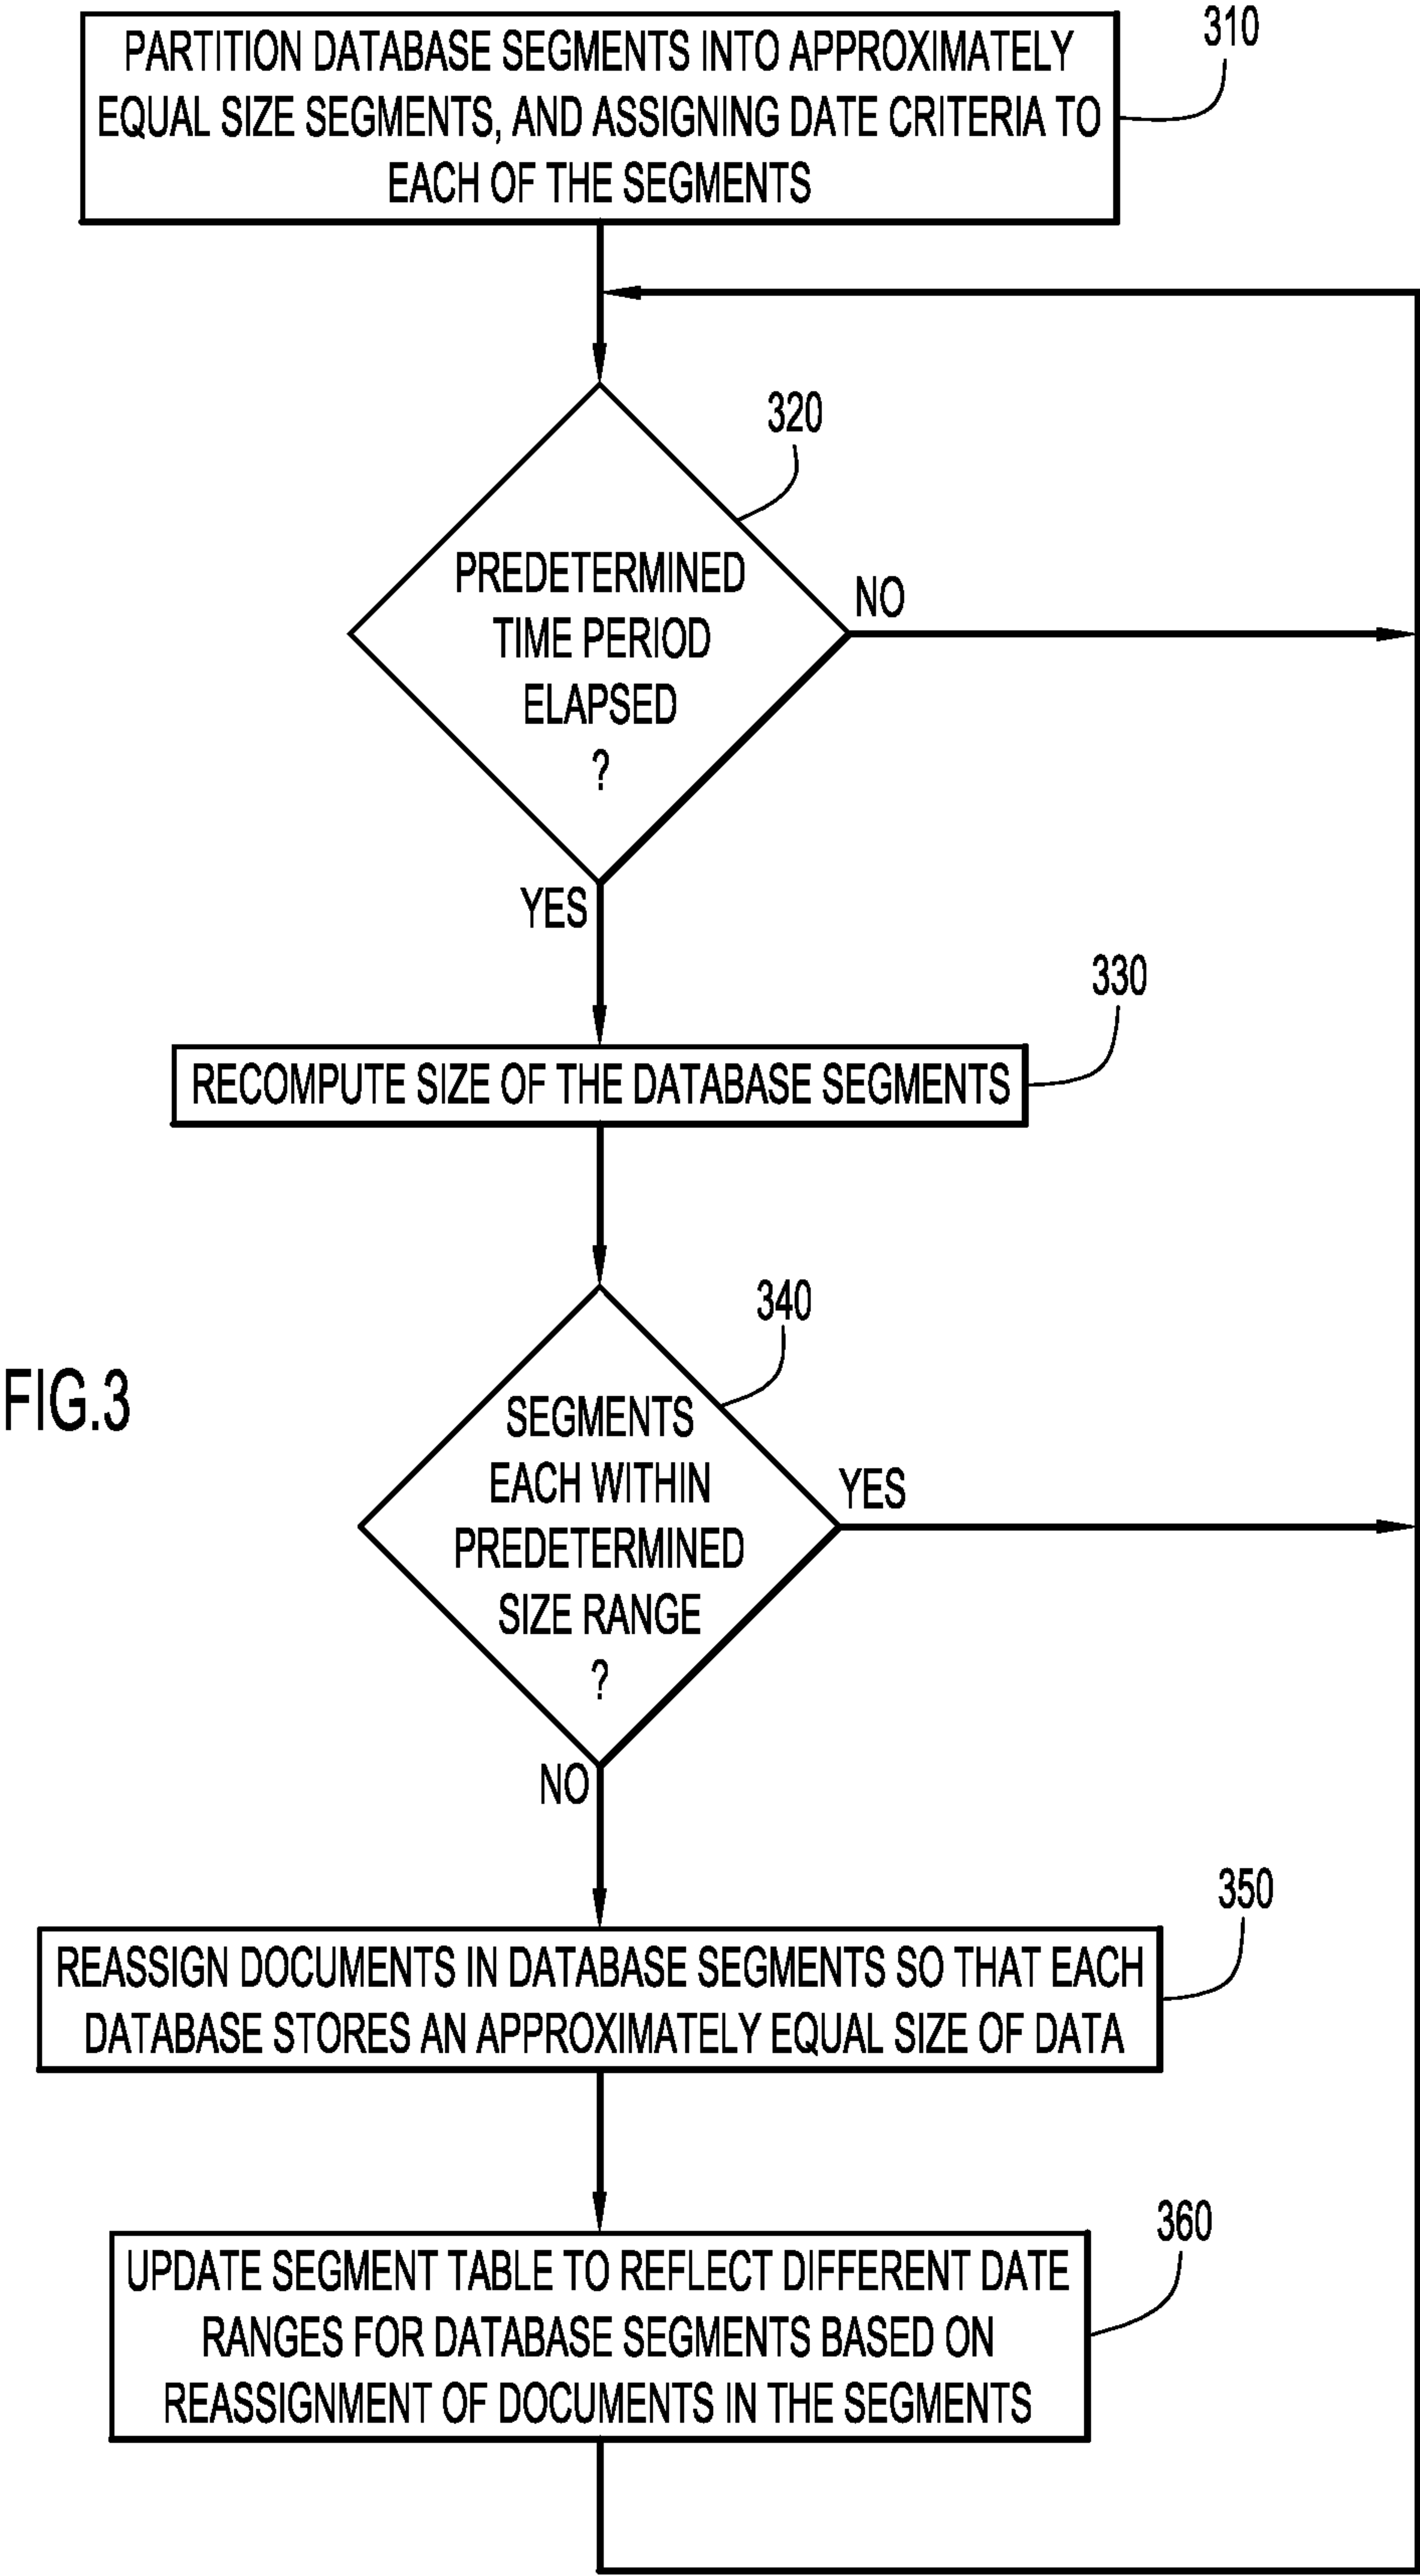 310
PARTITION DATABASE SEGMENTS INTO APPROXIMATELY
EQUAL SIZE SEGMENTS, AND ASSIGNING DATE CRITERIA TO
EACH OF THE SEGMENTS
320
PREDETERMINED
TIME PERIOD
ELAPSED
?
NO
YES
330
RECOMPUTE SIZE OF THE DATABASE SEGMENTS
340
FIG.3
SEGMENTS
EACH WITHIN
PREDETERMINED
SIZE RANGE
?
YES
NO
350
REASSIGN DOCUMENTS IN DATABASE SEGMENTS SO THAT EACH
DATABASE STORES AN APPROXIMATELY EQUAL SIZE OF DATA
360
UPDATE SEGMENT TABLE TO REFLECT DIFFERENT DATE
RANGES FOR DATABASE SEGMENTS BASED ON
REASSIGNMENT OF DOCUMENTS IN THE SEGMENTS